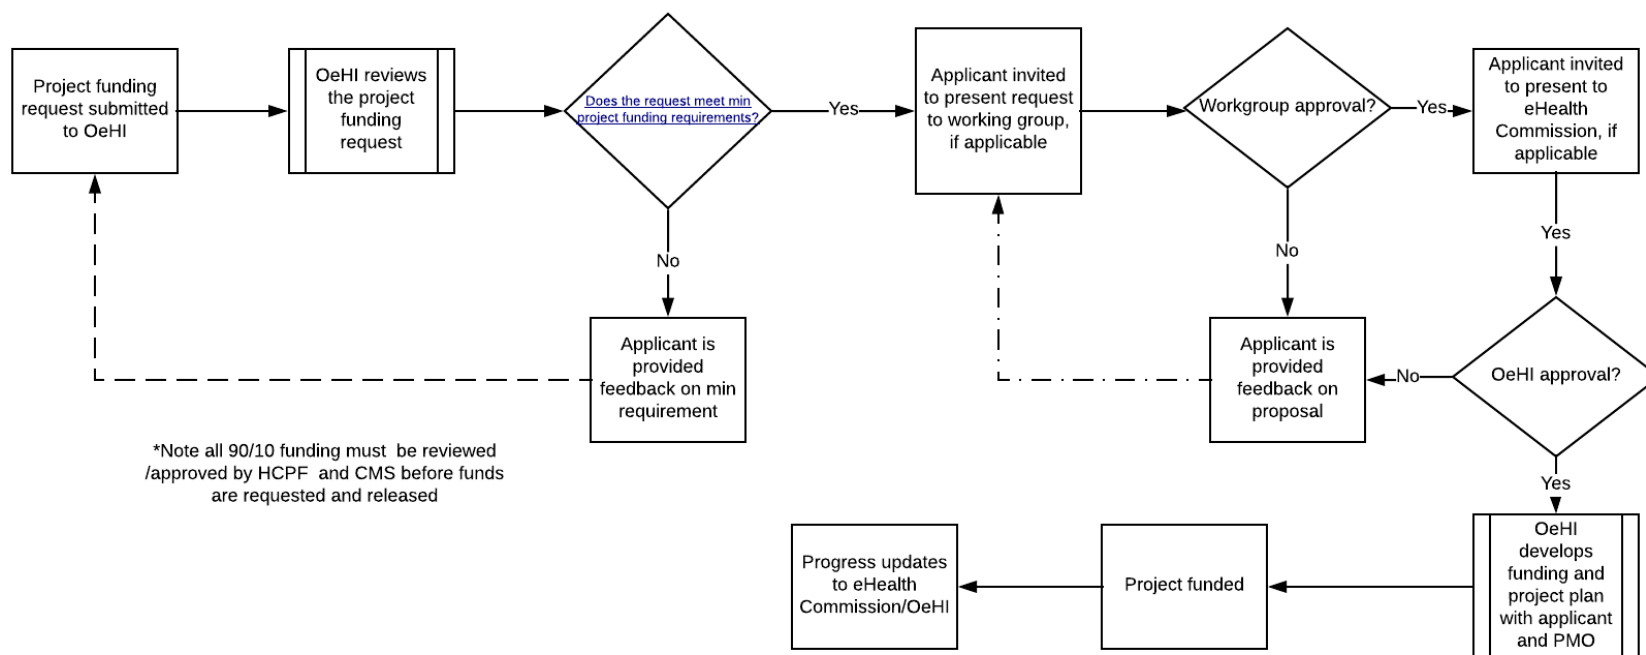 Project funding
request submitted
to OeHI
OeHI reviews
the project
funding
request
Does the request meet min
project funding requirements?
Yes
Applicant invited
to present request
to working group,
if applicable
Workgroup approval?
Yes
Applicant invited
to present to
eHealth
Commission, if
applicable
No
No
Yes
Applicant is
provided
feedback on min
requirement
Applicant is
provided
feedback on
proposal
No
OeHI approval?
*Note all 90/10 funding must  be reviewed
/approved by HCPF  and CMS before funds
are requested and released
Yes
Progress updates
to eHealth
Commission/OeHI
Project funded
OeHI
develops
funding and
project plan
with applicant
and PMO